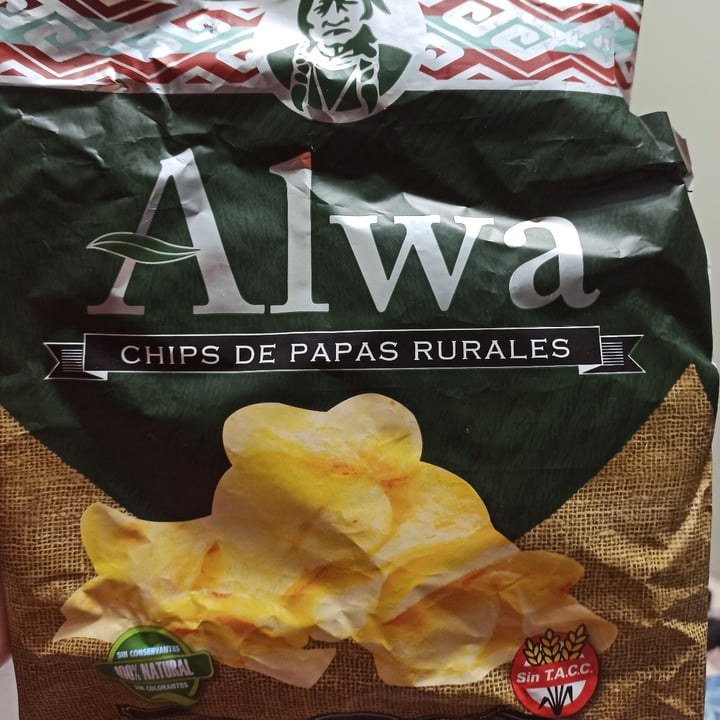 Alwa
CHIPS DE PAPAS RURALES
SIN CONSERVANTES
100% NATURAL
SIN COLORANTES
Sin T.A.C.C.